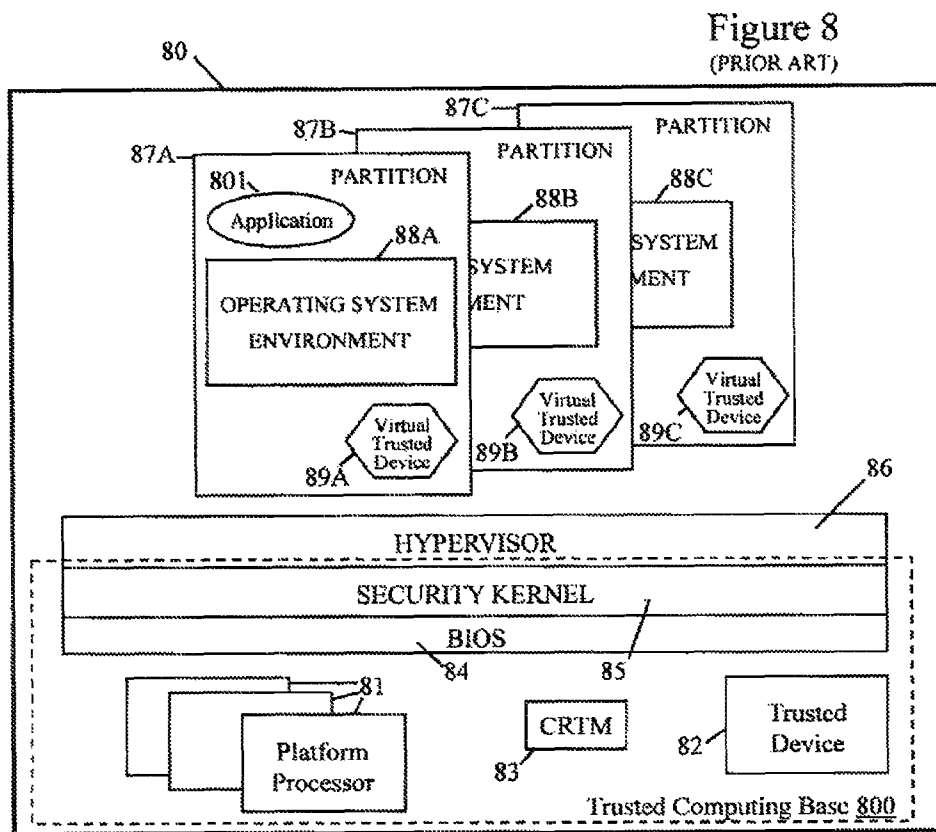 Figure 8
(PRIOR ART)
80
87C
87B
PARTITION
87A
PARTITION
88C
801
PARTITION
88B
Application
88A
SYSTEM
SYSTEM
MENT
OPERATING SYSTEM
MENT
ENVIRONMENT
Virtual
Trusted
Device
Virtual
Trusted
Device
Virtual
Trusted
Device
89C
89B
89A
86
HYPERVISOR
SECURITY KERNEL
BIOS
84
85
81
Platform
Processor
CRTM
83
82
Trusted
Device
Trusted Computing Base 800